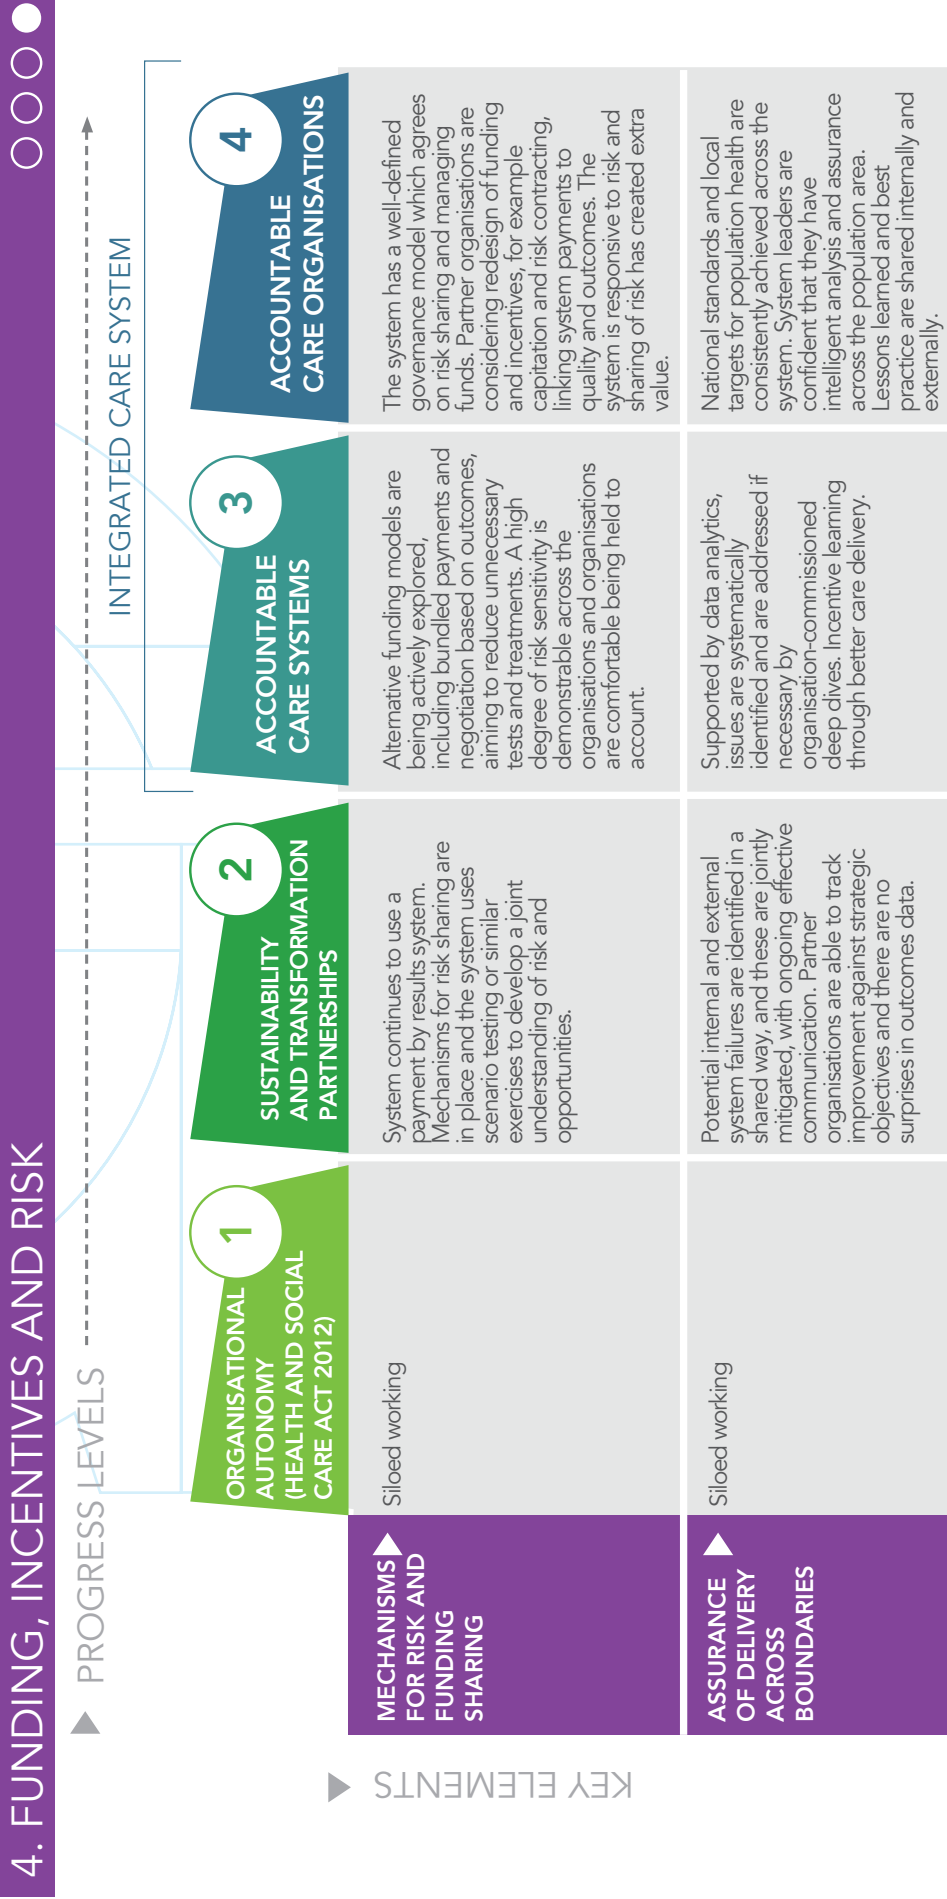 4. FUNDING, INCENTIVES AND RISK
PROGRESS LEVELS
INTEGRATED CARE SYSTEM
KEY ELEMENTS
1
ORGANISATIONAL
AUTONOMY
(HEALTH AND SOCIAL
CARE ACT 2012)
2
SUSTAINABILITY
AND TRANSFORMATION
PARTNERSHIPS
3
ACCOUNTABLE
CARE SYSTEMS
4
ACCOUNTABLE
CARE ORGANISATIONS
MECHANISMS
FOR RISK AND
FUNDING
SHARING
Siloed working
System continues to use a
payment by results system.
Mechanisms for risk sharing are
in place and the system uses
scenario testing or similar
exercises to develop a joint
understanding of risk and
opportunities.
Alternative funding models are
being actively explored,
including bundled payments and
negotiation based on outcomes,
aiming to reduce unnecessary
tests and treatments. A high
degree of risk sensitivity is
demonstrable across the
organisations and organisations
are comfortable being held to
account.
The system has a well-defined
governance model which agrees
on risk sharing and managing
funds. Partner organisations are
considering redesign of funding
and incentives, for example
capitation and risk contracting,
linking system payments to
quality and outcomes. The
system is responsive to risk and
sharing of risk has created extra
value.
ASSURANCE
OF DELIVERY
ACROSS
BOUNDARIES
Siloed working
Potential internal and external
system failures are identified in a
shared way, and these are jointly
mitigated, with ongoing effective
communication. Partner
organisations are able to track
improvement against strategic
objectives and there are no
surprises in outcomes data.
Supported by data analytics,
issues are systematically
identified and are addressed if
necessary by
organisation-commissioned
deep dives. Incentive learning
through better care delivery.
National standards and local
targets for population health are
consistently achieved across the
system. System leaders are
confident that they have
intelligent analysis and assurance
across the population area.
Lessons learned and best
practice are shared internally and
externally.